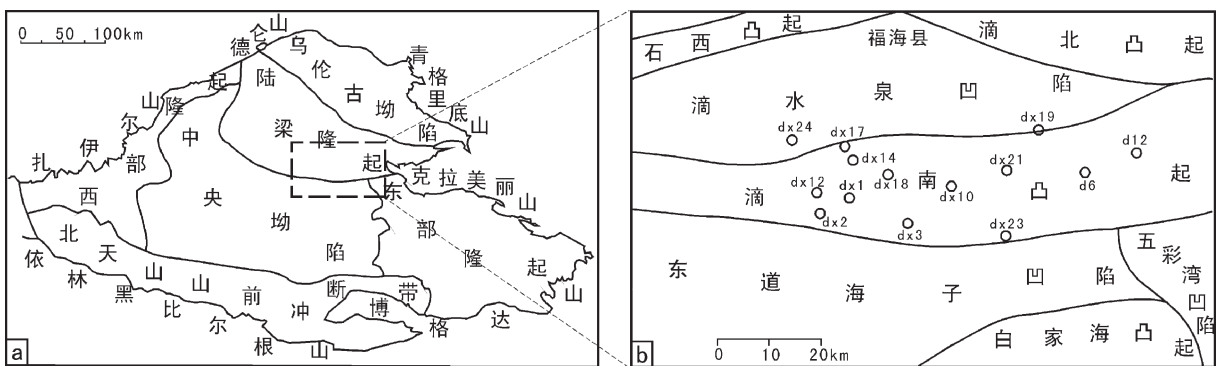 0 50 100km
德仑山
乌伦古坳陷
青格里底山
陆梁隆起
扎伊尔山
西部隆起
中央坳陷
克拉美丽山
东部隆起
北天山山前冲断带
依林黑比尔根山
博格达山
a
石西凸起
福海县
滴北凸起
滴水泉凹陷
dx19
dx24
dx17
d12
dx14
dx21
dx18
d6
滴南凸起
dx12
dx1
dx10
dx2
dx3
dx23
五彩湾凹陷
东道海子凹陷
白家海凸起
0 10 20km
b